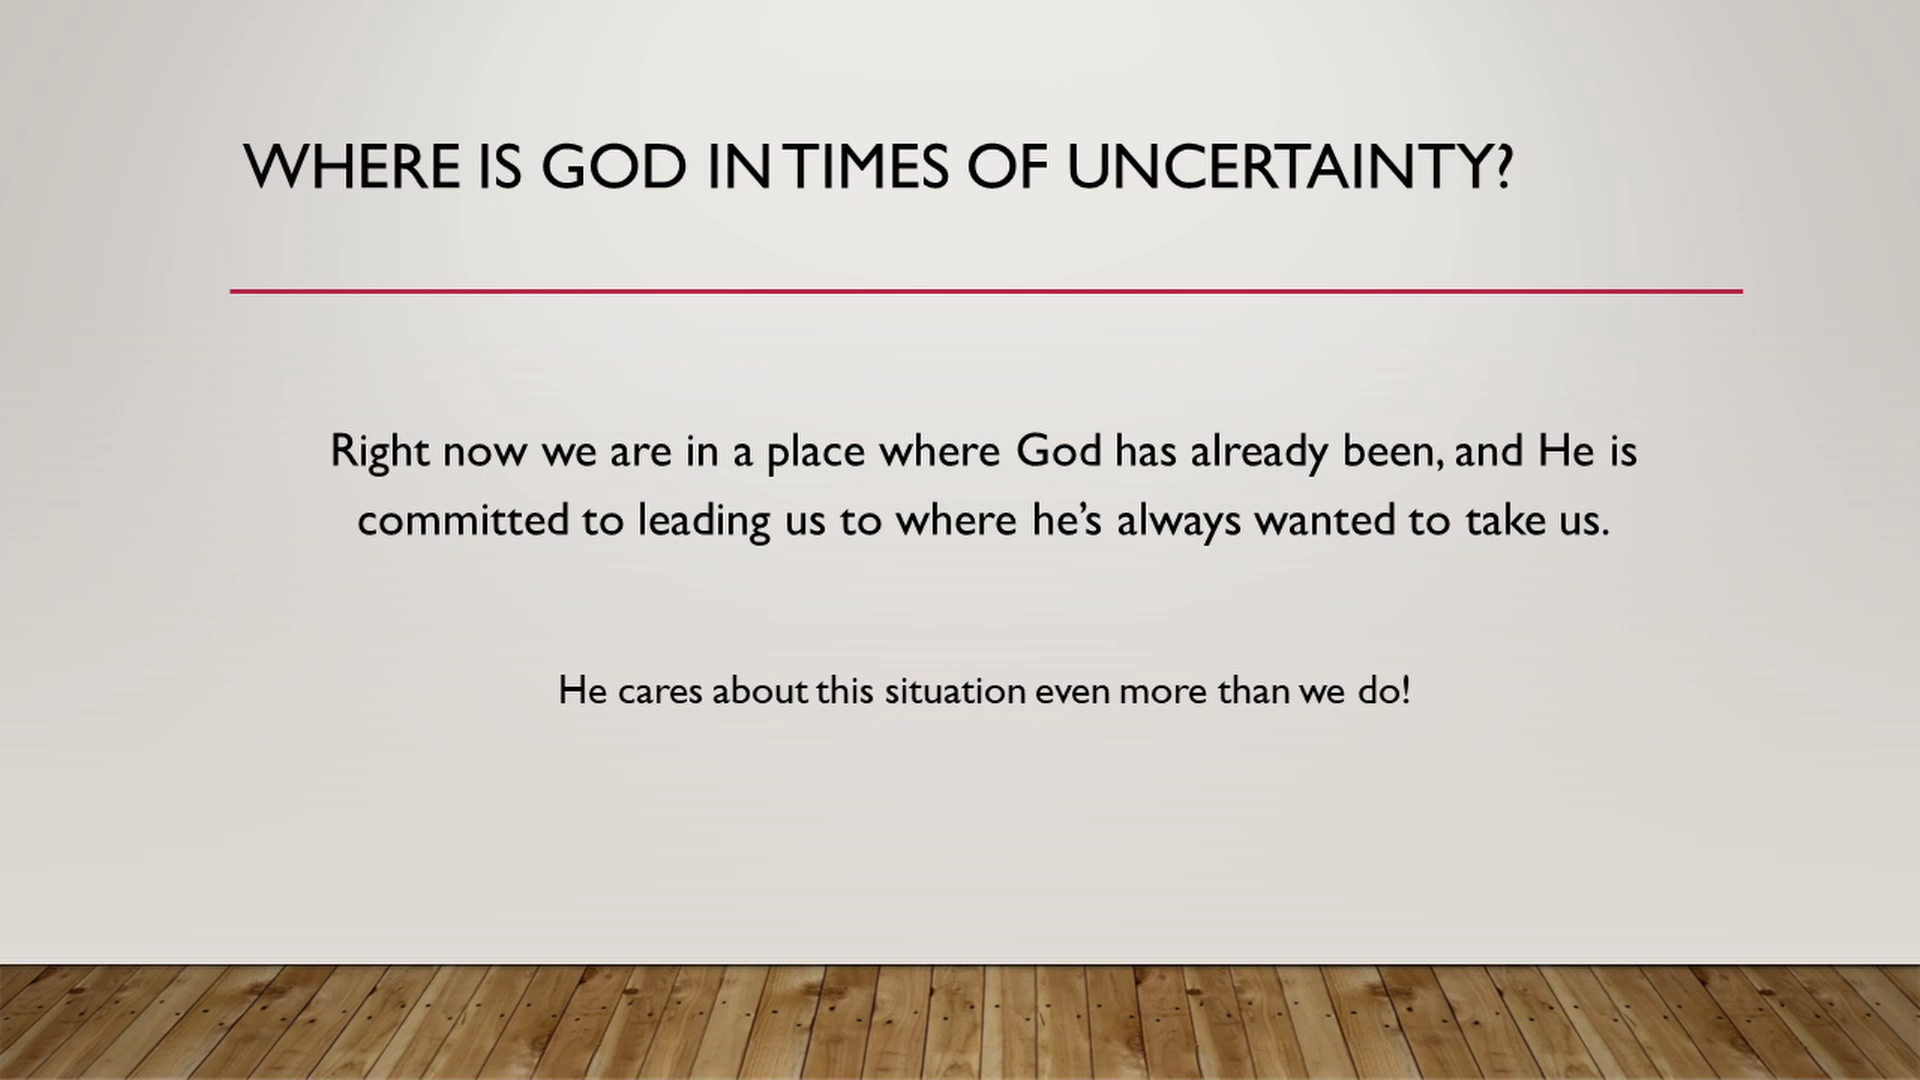 WHERE IS GOD IN TIMES OF UNCERTAINTY?
Right now we are in a place where God has already been, and He is
committed to leading us to where he’s always wanted to take us.
He cares about this situation even more than we do!